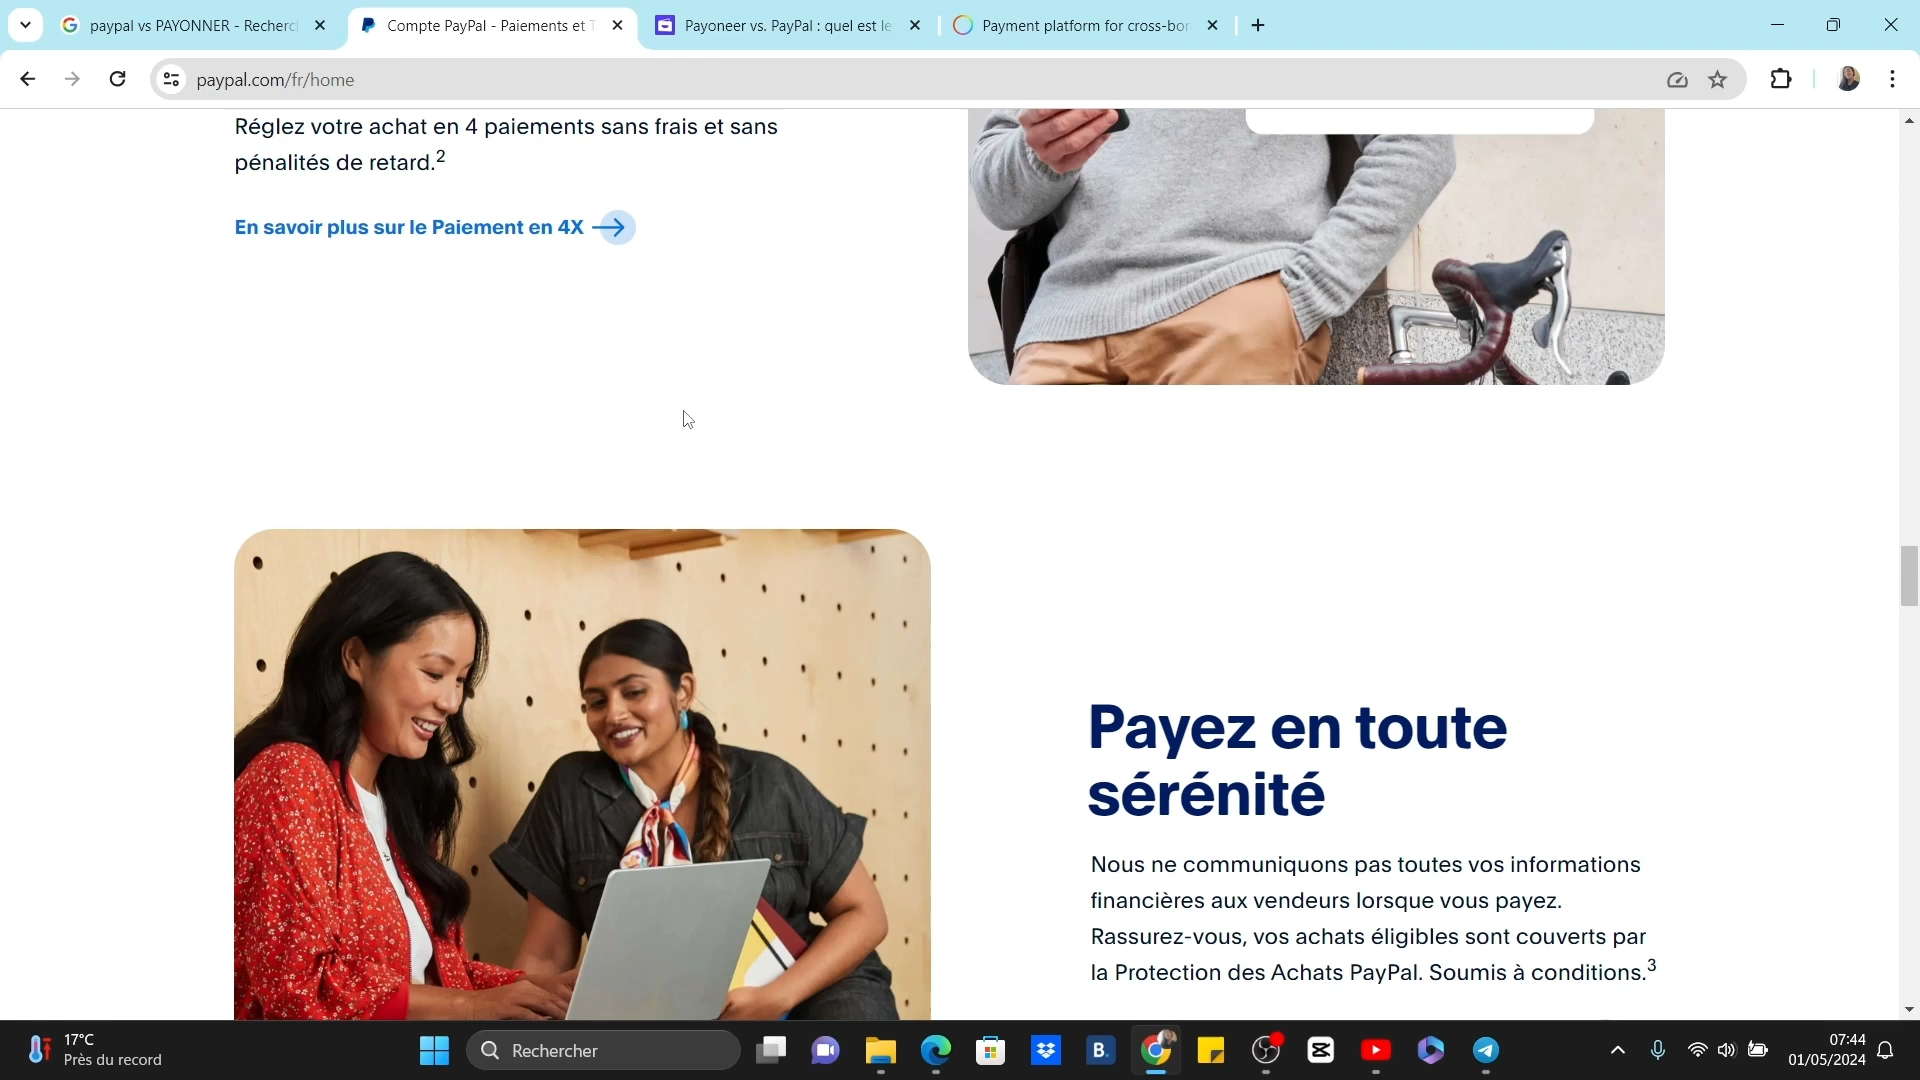 paypal vs PAYONNER - Recherc
Compte PayPal - Paiements et T
Payoneer vs. PayPal : quel est le
Payment platform for cross-bor
paypal.com/fr/home
Réglez votre achat en 4 paiements sans frais et sans
pénalités de retard.2
En savoir plus sur le Paiement en 4X
Payez en toute
sérénité
Nous ne communiquons pas toutes vos informations
financières aux vendeurs lorsque vous payez.
Rassurez-vous, vos achats éligibles sont couverts par
la Protection des Achats PayPal. Soumis à conditions.3
17°C
Près du record
Rechercher
B.
07:44
01/05/2024